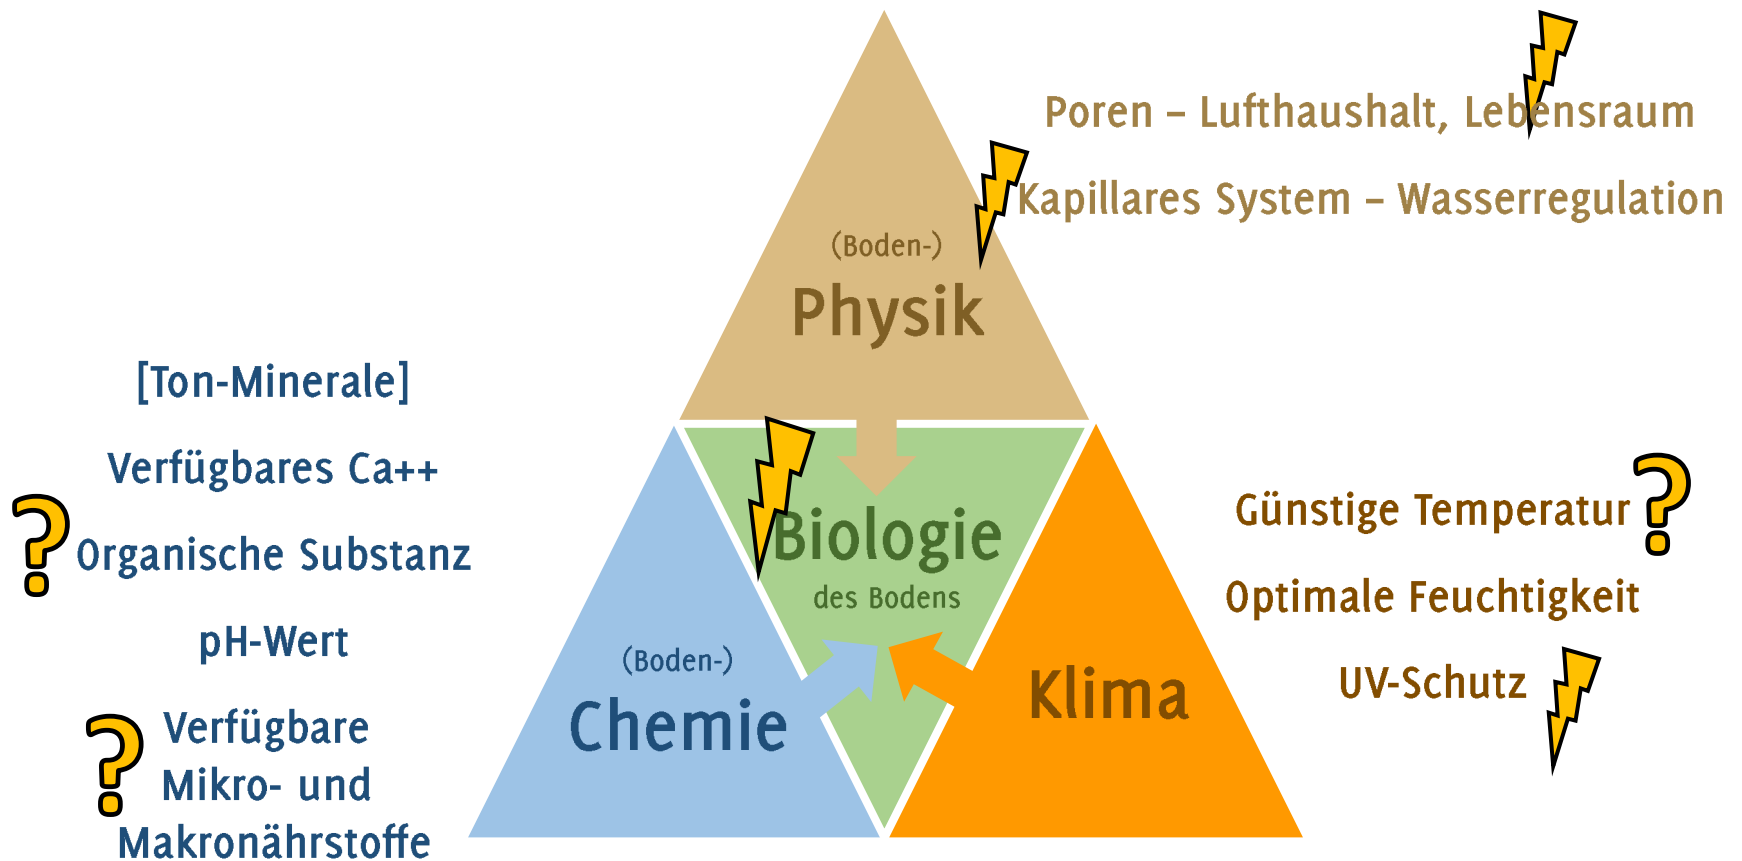 Poren – Lufthaushalt, Lebensraum
Kapillares System – Wasserregulation
(Boden-)
Physik
[Ton-Minerale]
Verfügbares Ca++
Organische Substanz
pH-Wert
Verfügbare
Mikro- und
Makronährstoffe
?
?
Biologie
des Bodens
(Boden-)
Chemie
Klima
Günstige Temperatur
?
Optimale Feuchtigkeit
UV-Schutz